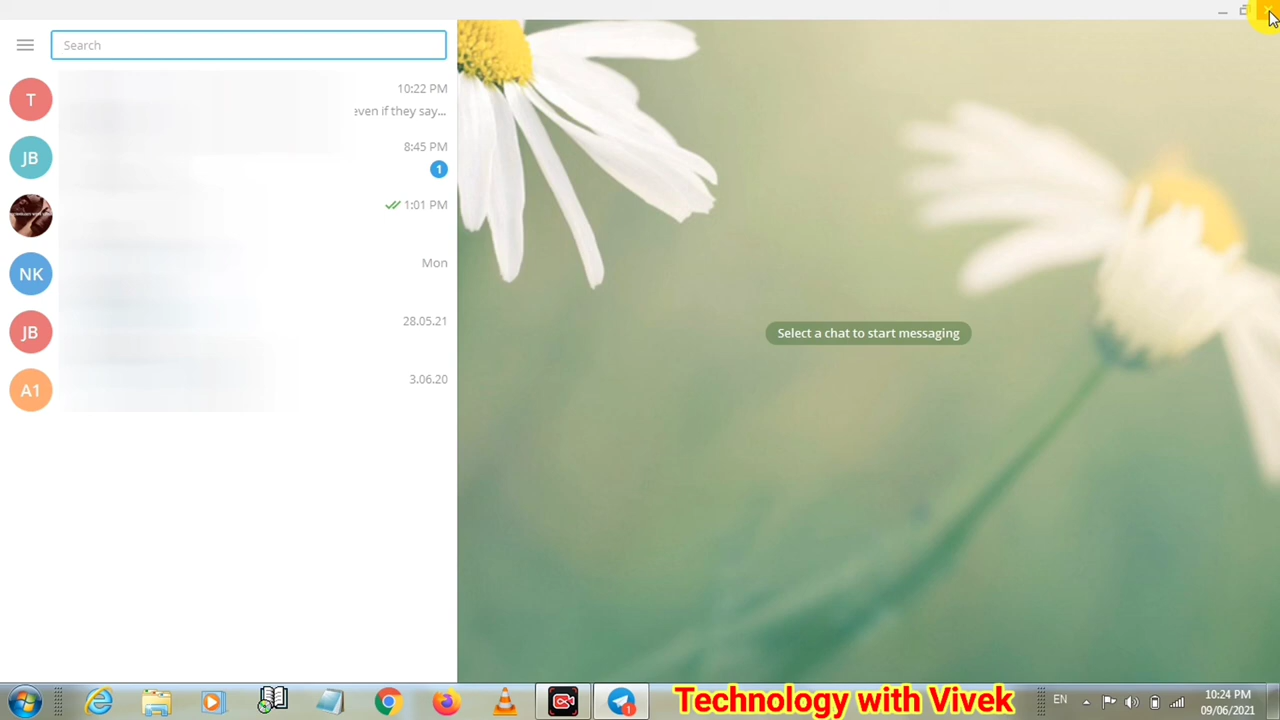 Search
T
10:22 PM
even if they say...
JB
8:45 PM
1
1:01 PM
NK
Mon
JB
28.05.21
A1
3.06.20
Select a chat to start messaging
1
Technology with Vivek
EN
10:24 PM
09/06/2021